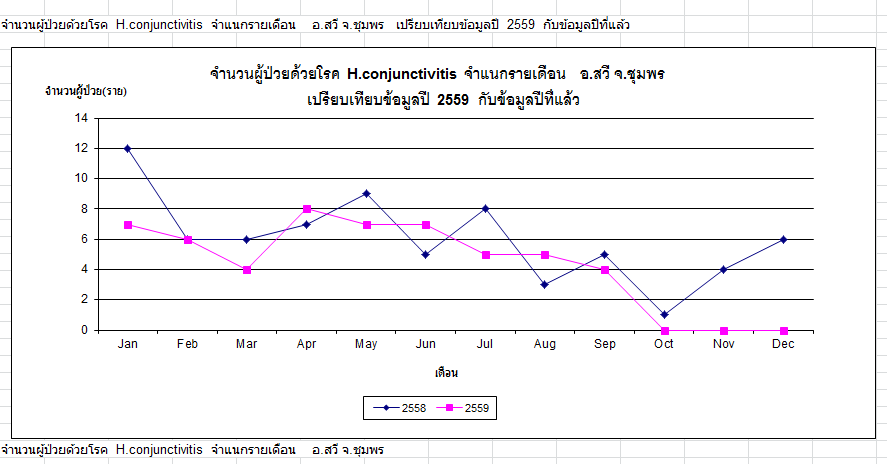 จำนวนผู้ป่วยด้วยโรค H.conjunctivitis จำแนกรายเดือน อ.สวี จ.ชุมพร เปรียบเทียบข้อมูลปี 2559 กับข้อมูลปีที่แล้ว
จำนวนผู้ป่วยด้วยโรค H.conjunctivitis จำแนกรายเดือน อ.สวี จ.ชุมพร
เปรียบเทียบข้อมูลปี 2559 กับข้อมูลปีที่แล้ว
จำนวนผู้ป่วย(ราย)
14
12
10
8
6
4
2
0
Jan Feb Mar Apr May Jun Jul Aug Sep Oct Nov Dec
เดือน
2558 2559
จำนวนผู้ป่วยด้วยโรค H.conjunctivitis จำแนกรายเดือน อ.สวี จ.ชุมพร